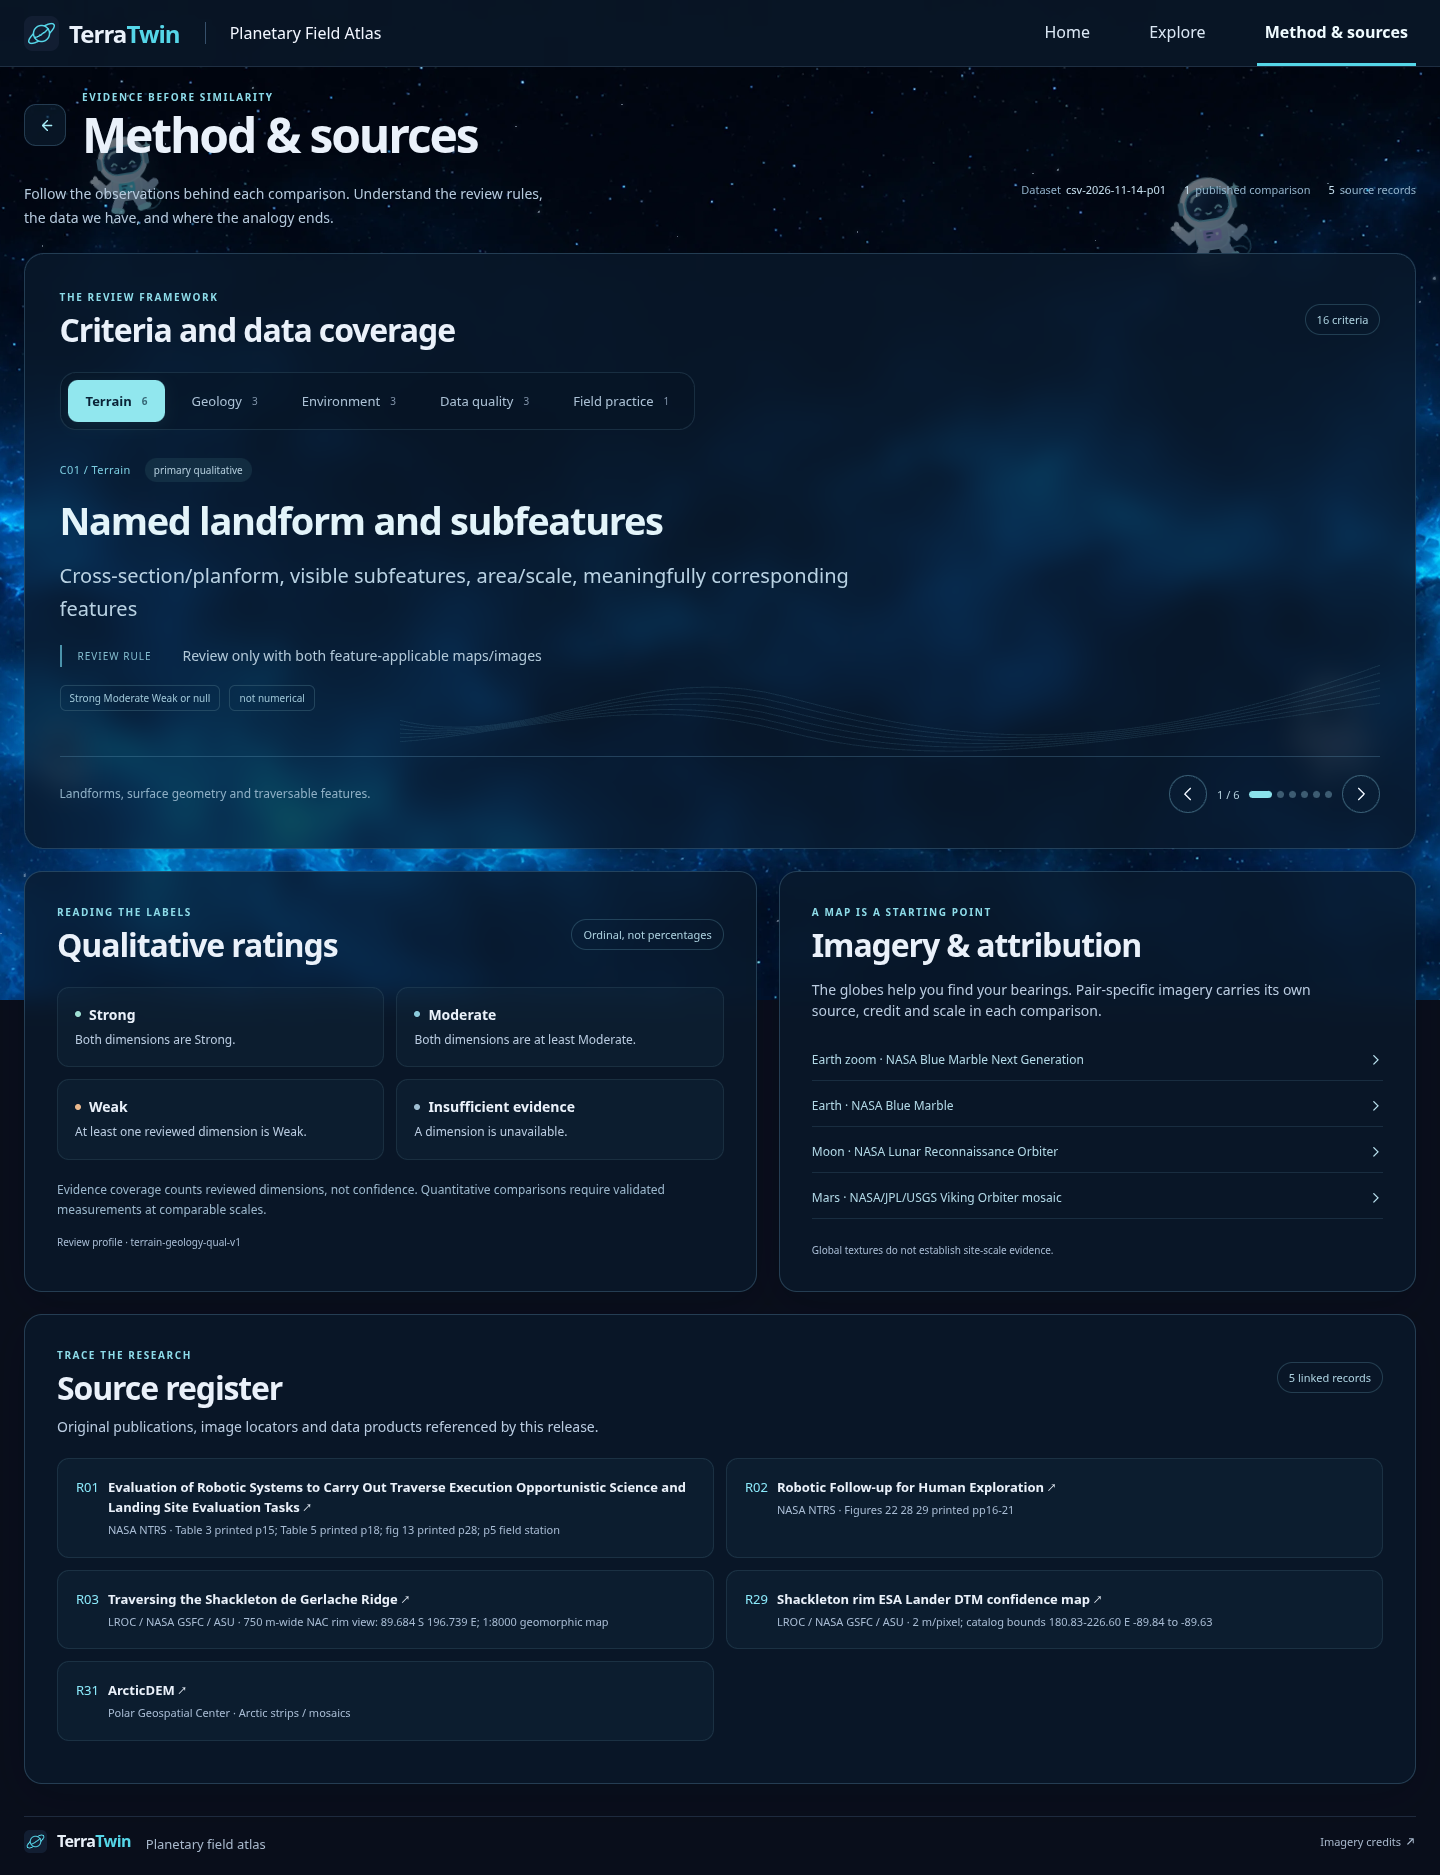 TerraTwin
Planetary Field Atlas
Home
Explore
Method & sources
EVIDENCE BEFORE SIMILARITY
Method & sources
Follow the observations behind each comparison. Understand the review rules,
the data we have, and where the analogy ends.
Dataset csv-2026-11-14-p01 1 published comparison 5 source records
THE REVIEW FRAMEWORK
Criteria and data coverage
16 criteria
Terrain 6
Geology 3
Environment 3
Data quality 3
Field practice 1
C01 / Terrain
primary qualitative
Named landform and subfeatures
Cross-section/planform, visible subfeatures, area/scale, meaningfully corresponding
features
REVIEW RULE
Review only with both feature-applicable maps/images
Strong Moderate Weak or null
not numerical
Landforms, surface geometry and traversable features.
1 / 6
READING THE LABELS
Qualitative ratings
Ordinal, not percentages
Strong
Both dimensions are Strong.
Moderate
Both dimensions are at least Moderate.
Weak
At least one reviewed dimension is Weak.
Insufficient evidence
A dimension is unavailable.
Evidence coverage counts reviewed dimensions, not confidence. Quantitative comparisons require validated
measurements at comparable scales.
Review profile · terrain-geology-qual-v1
A MAP IS A STARTING POINT
Imagery & attribution
The globes help you find your bearings. Pair-specific imagery carries its own
source, credit and scale in each comparison.
Earth zoom · NASA Blue Marble Next Generation
Earth · NASA Blue Marble
Moon · NASA Lunar Reconnaissance Orbiter
Mars · NASA/JPL/USGS Viking Orbiter mosaic
Global textures do not establish site-scale evidence.
TRACE THE RESEARCH
Source register
5 linked records
Original publications, image locators and data products referenced by this release.
R01 Evaluation of Robotic Systems to Carry Out Traverse Execution Opportunistic Science and
Landing Site Evaluation Tasks ↗
NASA NTRS · Table 3 printed p15; Table 5 printed p18; fig 13 printed p28; p5 field station
R02 Robotic Follow-up for Human Exploration ↗
NASA NTRS · Figures 22 28 29 printed pp16-21
R03 Traversing the Shackleton de Gerlache Ridge ↗
LROC / NASA GSFC / ASU · 750 m-wide NAC rim view: 89.684 S 196.739 E; 1:8000 geomorphic map
R29 Shackleton rim ESA Lander DTM confidence map ↗
LROC / NASA GSFC / ASU · 2 m/pixel; catalog bounds 180.83-226.60 E -89.84 to -89.63
R31 ArcticDEM ↗
Polar Geospatial Center · Arctic strips / mosaics
TerraTwin
Planetary field atlas
Imagery credits ↗